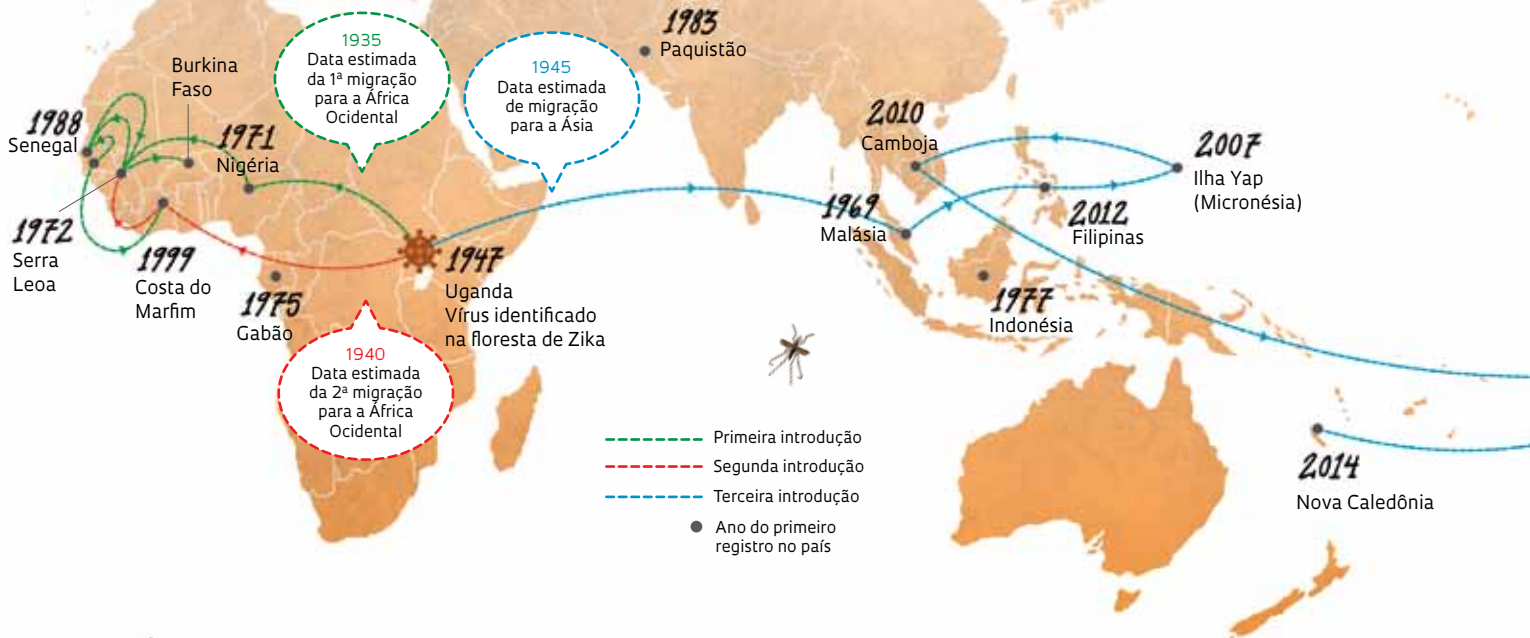 1988
Senegal
Burkina
Faso
1971
Nigéria
1972
Serra
Leoa
1999
Costa do
Marfim
1975
Gabão
1935
Data estimada
da 1ª migração
para a África
Ocidental
1945
Data estimada
de migração
para a Ásia
1940
Data estimada
da 2ª migração
para a África
Ocidental
1947
Uganda
Vírus identificado
na floresta de Zika
1983
Paquistão
2010
Camboja
1969
Malásia
2012
Filipinas
2007
Ilha Yap
(Micronésia)
1977
Indonésia
2014
Nova Caledônia
Primeira introdução
Segunda introdução
Terceira introdução
Ano do primeiro
registro no país